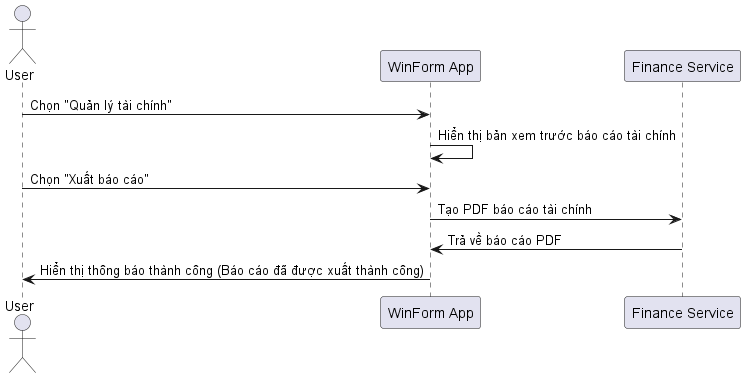 User
WinForm App
Finance Service
Chọn "Quản lý tài chính"
Hiển thị bản xem trước báo cáo tài chính
Chọn "Xuất báo cáo"
Tạo PDF báo cáo tài chính
Trả về báo cáo PDF
Hiển thị thông báo thành công (Báo cáo đã được xuất thành công)
User
WinForm App
Finance Service